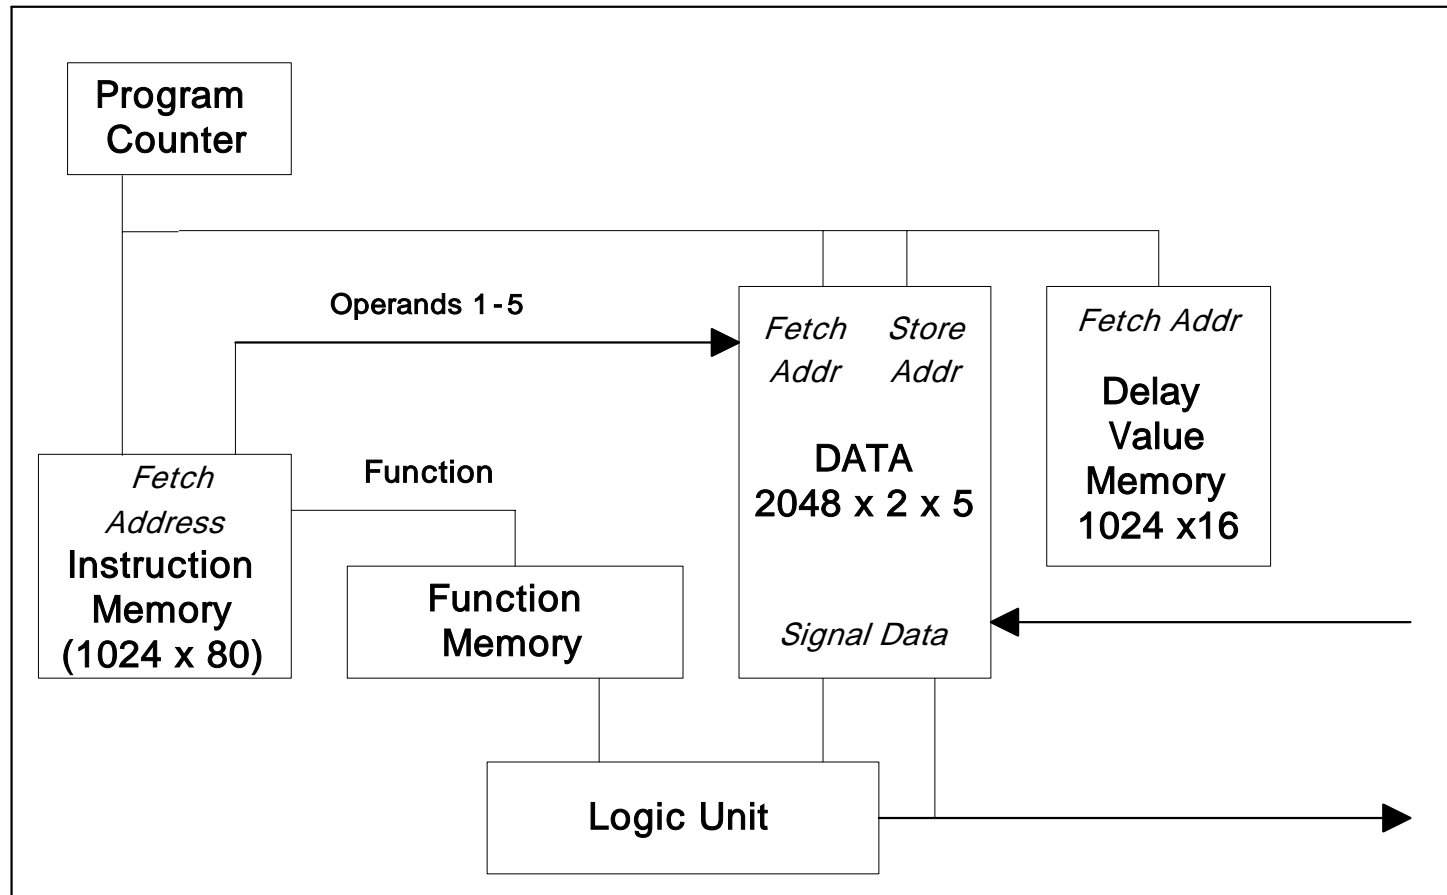 Program
Counter
Operands 1-5
Fetch
Addr
Store
Addr
DATA
2048 x 2 x 5
Signal Data
Fetch Addr
Delay
Value
Memory
1024 x16
Fetch
Address
Instruction
Memory
(1024 x 80)
Function
Function
Memory
Logic Unit